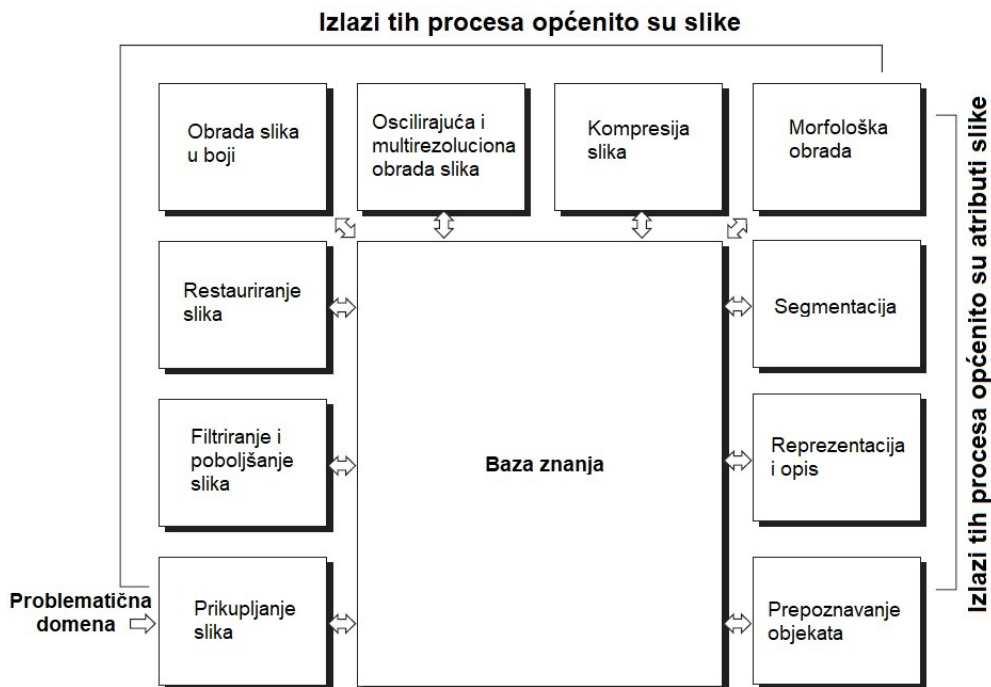 Izlazi tih procesa općenito su slike
Obrada slika
u boji
Oscilirajuća i
multirezoluciona
obrada slika
Kompresija
slika
Morfološka
obrada
Restauriranje
slika
Segmentacija
Filtriranje i
poboljšanje
slika
Baza znanja
Reprezentacija
i opis
Problematična
domena
Prikupljanje
slika
Prepoznavanje
objekata
Izlazi tih procesa općenito su atributi slike